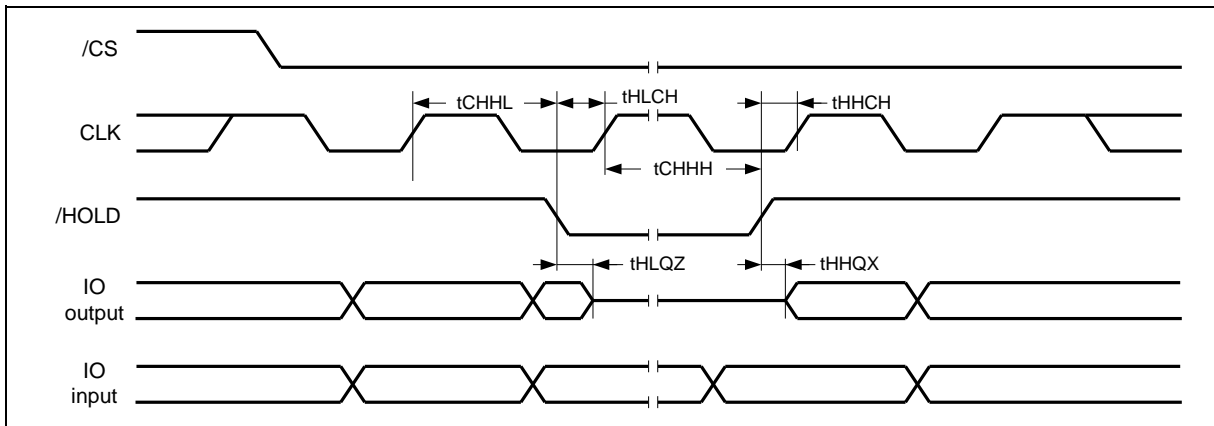 /CS
tCHHL
tHLCH
tHHCH
CLK
tCHHH
/HOLD
tHLQZ
tHHQX
IO
output
IO
input